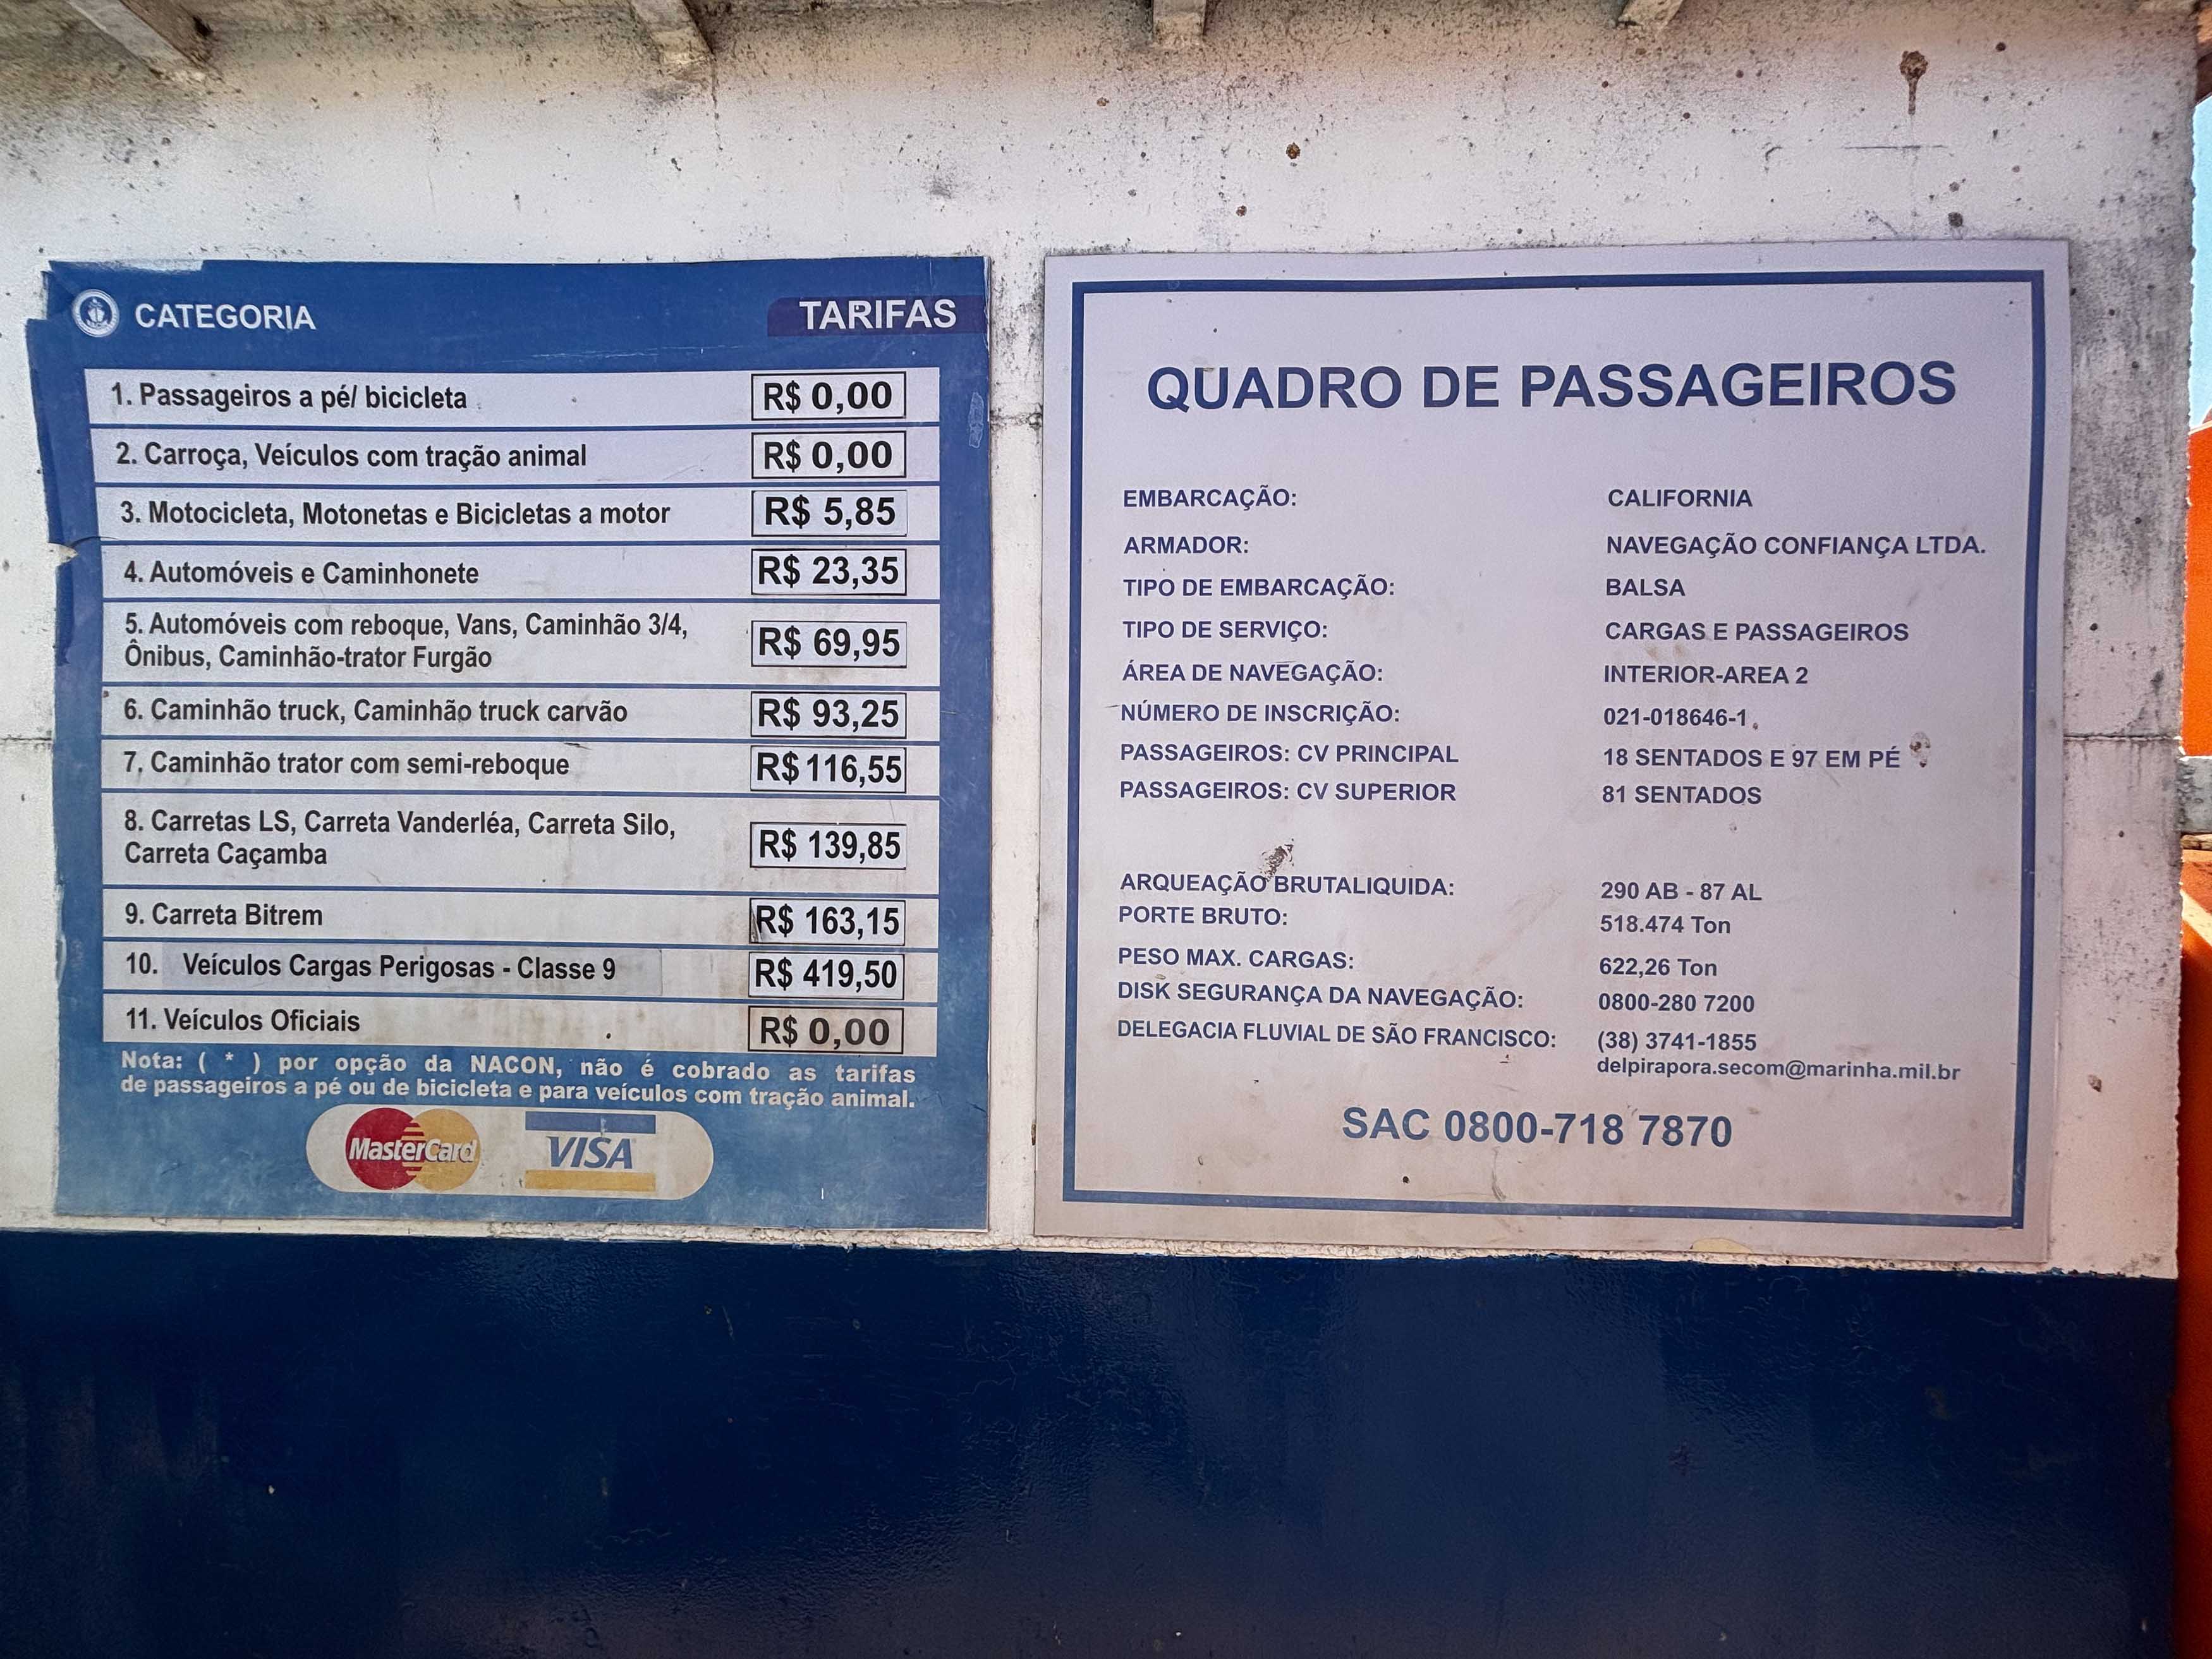 CATEGORIA TARIFAS
1. Passageiros a pé/ bicicleta R$ 0,00
2. Carroça, Veículos com tração animal R$ 0,00
3. Motocicleta, Motonetas e Bicicletas a motor R$ 5,85
4. Automóveis e Caminhonete R$ 23,35
5. Automóveis com reboque, Vans, Caminhão 3/4,
Ônibus, Caminhão-trator Furgão R$ 69,95
6. Caminhão truck, Caminhão truck carvão R$ 93,25
7. Caminhão trator com semi-reboque R$ 116,55
8. Carretas LS, Carreta Vanderléa, Carreta Silo,
Carreta Caçamba R$ 139,85
9. Carreta Bitrem R$ 163,15
10. Veículos Cargas Perigosas - Classe 9 R$ 419,50
11. Veículos Oficiais R$ 0,00
Nota: ( * ) por opção da NACON, não é cobrado as tarifas
de passageiros a pé ou de bicicleta e para veículos com tração animal.
MasterCard VISA
QUADRO DE PASSAGEIROS
EMBARCAÇÃO: CALIFORNIA
ARMADOR: NAVEGAÇÃO CONFIANÇA LTDA.
TIPO DE EMBARCAÇÃO: BALSA
TIPO DE SERVIÇO: CARGAS E PASSAGEIROS
ÁREA DE NAVEGAÇÃO: INTERIOR-AREA 2
NÚMERO DE INSCRIÇÃO: 021-018646-1
PASSAGEIROS: CV PRINCIPAL 18 SENTADOS E 97 EM PÉ
PASSAGEIROS: CV SUPERIOR 81 SENTADOS
ARQUEAÇÃO BRUTALIQUIDA: 290 AB - 87 AL
PORTE BRUTO: 518.474 Ton
PESO MAX. CARGAS: 622,26 Ton
DISK SEGURANÇA DA NAVEGAÇÃO: 0800-280 7200
DELEGACIA FLUVIAL DE SÃO FRANCISCO: (38) 3741-1855
delpirapora.secom@marinha.mil.br
SAC 0800-718 7870